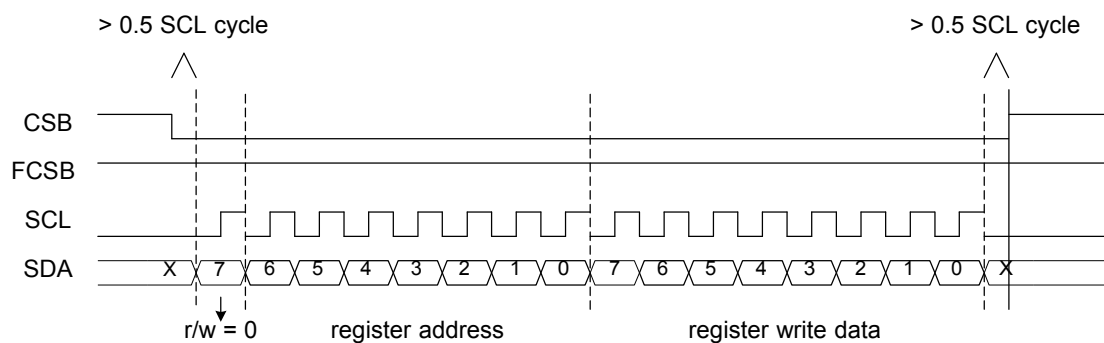 > 0.5 SCL cycle > 0.5 SCL cycle
CSB
FCSB
SCL
SDA X 7 6 5 4 3 2 1 0 7 6 5 4 3 2 1 0 X
r/w = 0 register address register write data